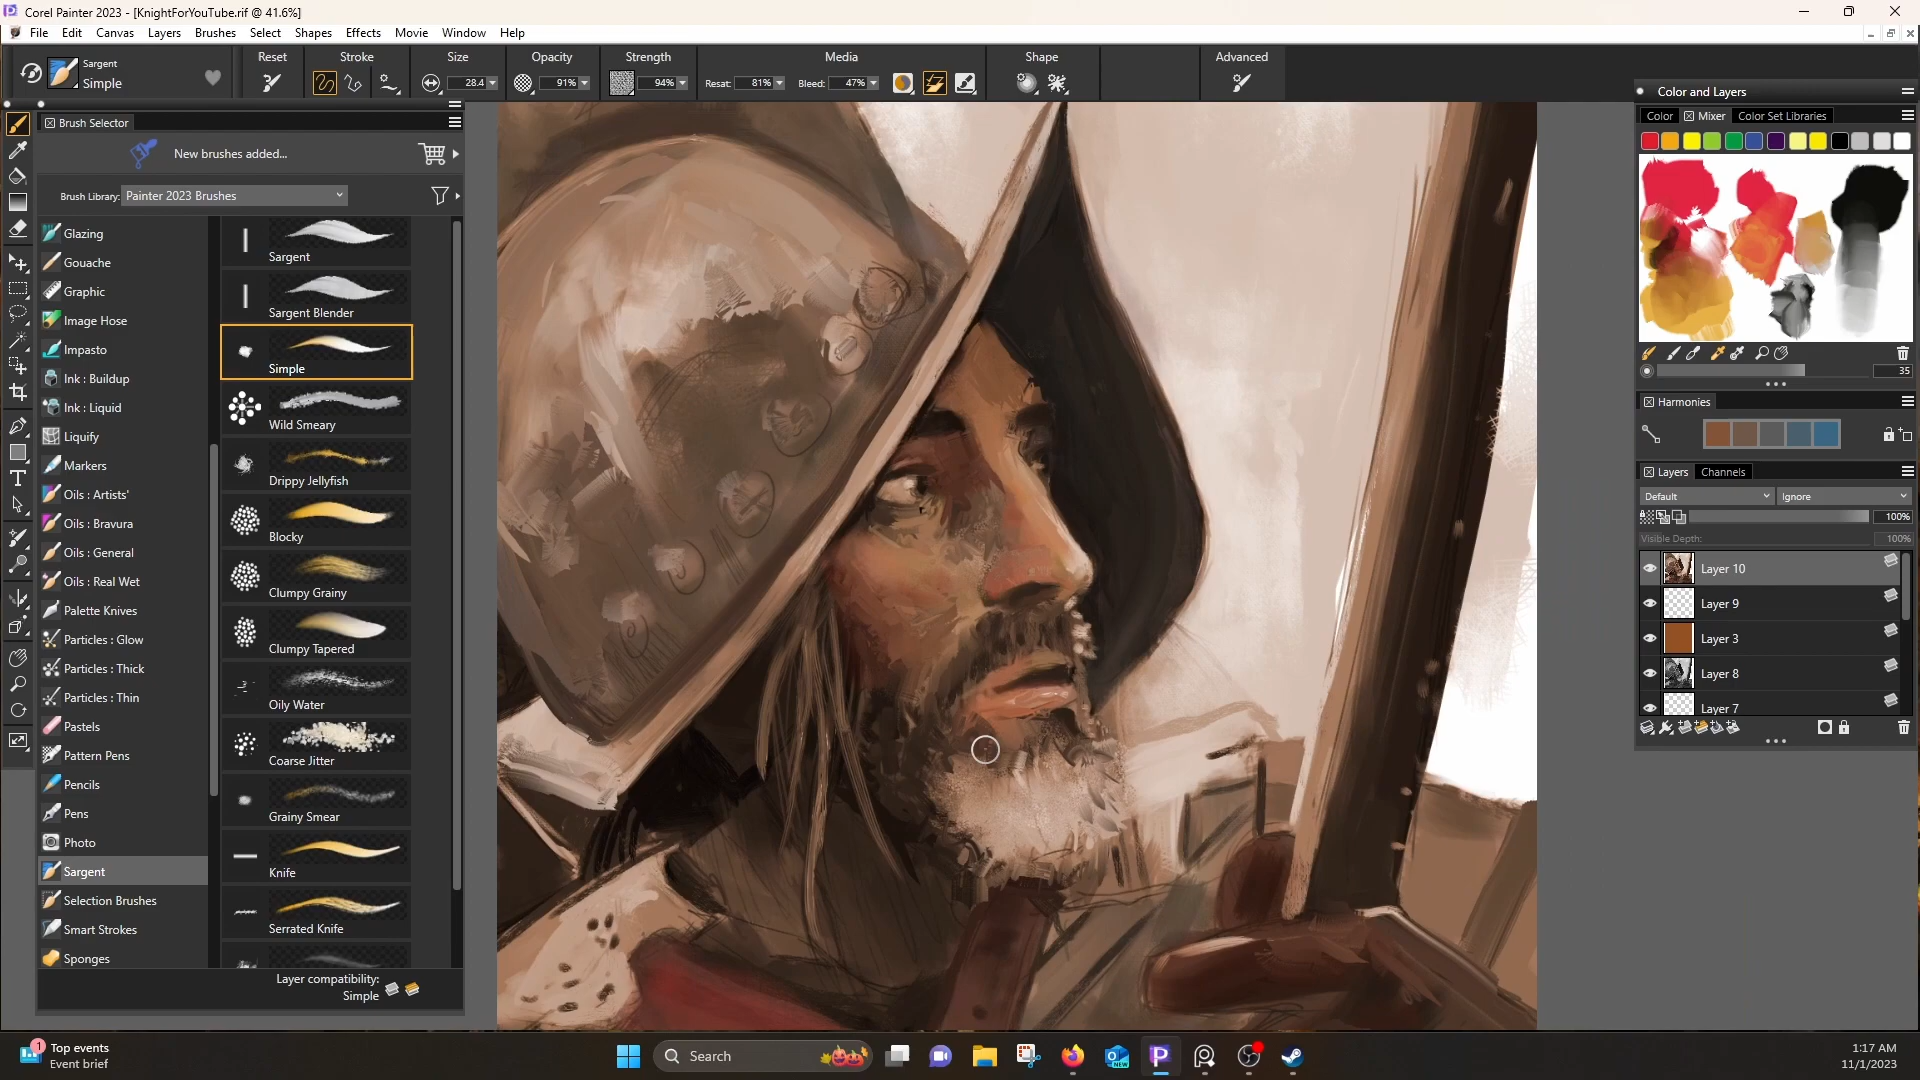 Corel Painter 2023 - [KnightForYouTube.rif @ 41.6%]
File Edit Canvas Layers Brushes Select Shapes Effects Movie Window Help
Sargent
Simple
Reset
Stroke
Size
28.4
Opacity
91%
Strength
94%
Media
Resat: 81%
Bleed: 47%
Shape
Advanced
Brush Selector
New brushes added...
Brush Library: Painter 2023 Brushes
Glazing
Gouache
Graphic
Image Hose
Impasto
Ink : Buildup
Ink : Liquid
Liquify
Markers
Oils : Artists'
Oils : Bravura
Oils : General
Oils : Real Wet
Palette Knives
Particles : Glow
Particles : Thick
Particles : Thin
Pastels
Pattern Pens
Pencils
Pens
Photo
Sargent
Selection Brushes
Smart Strokes
Sponges
Sargent
Sargent Blender
Simple
Wild Smeary
Drippy Jellyfish
Blocky
Clumpy Grainy
Clumpy Tapered
Oily Water
Coarse Jitter
Grainy Smear
Knife
Serrated Knife
Layer compatibility:
Simple
Color and Layers
Color Mixer Color Set Libraries
35
Harmonies
Layers Channels
Default Ignore
100%
Visible Depth: 100%
Layer 10
Layer 9
Layer 3
Layer 8
Layer 7
1
Top events
Event brief
Search
NEW
1:17 AM
11/1/2023